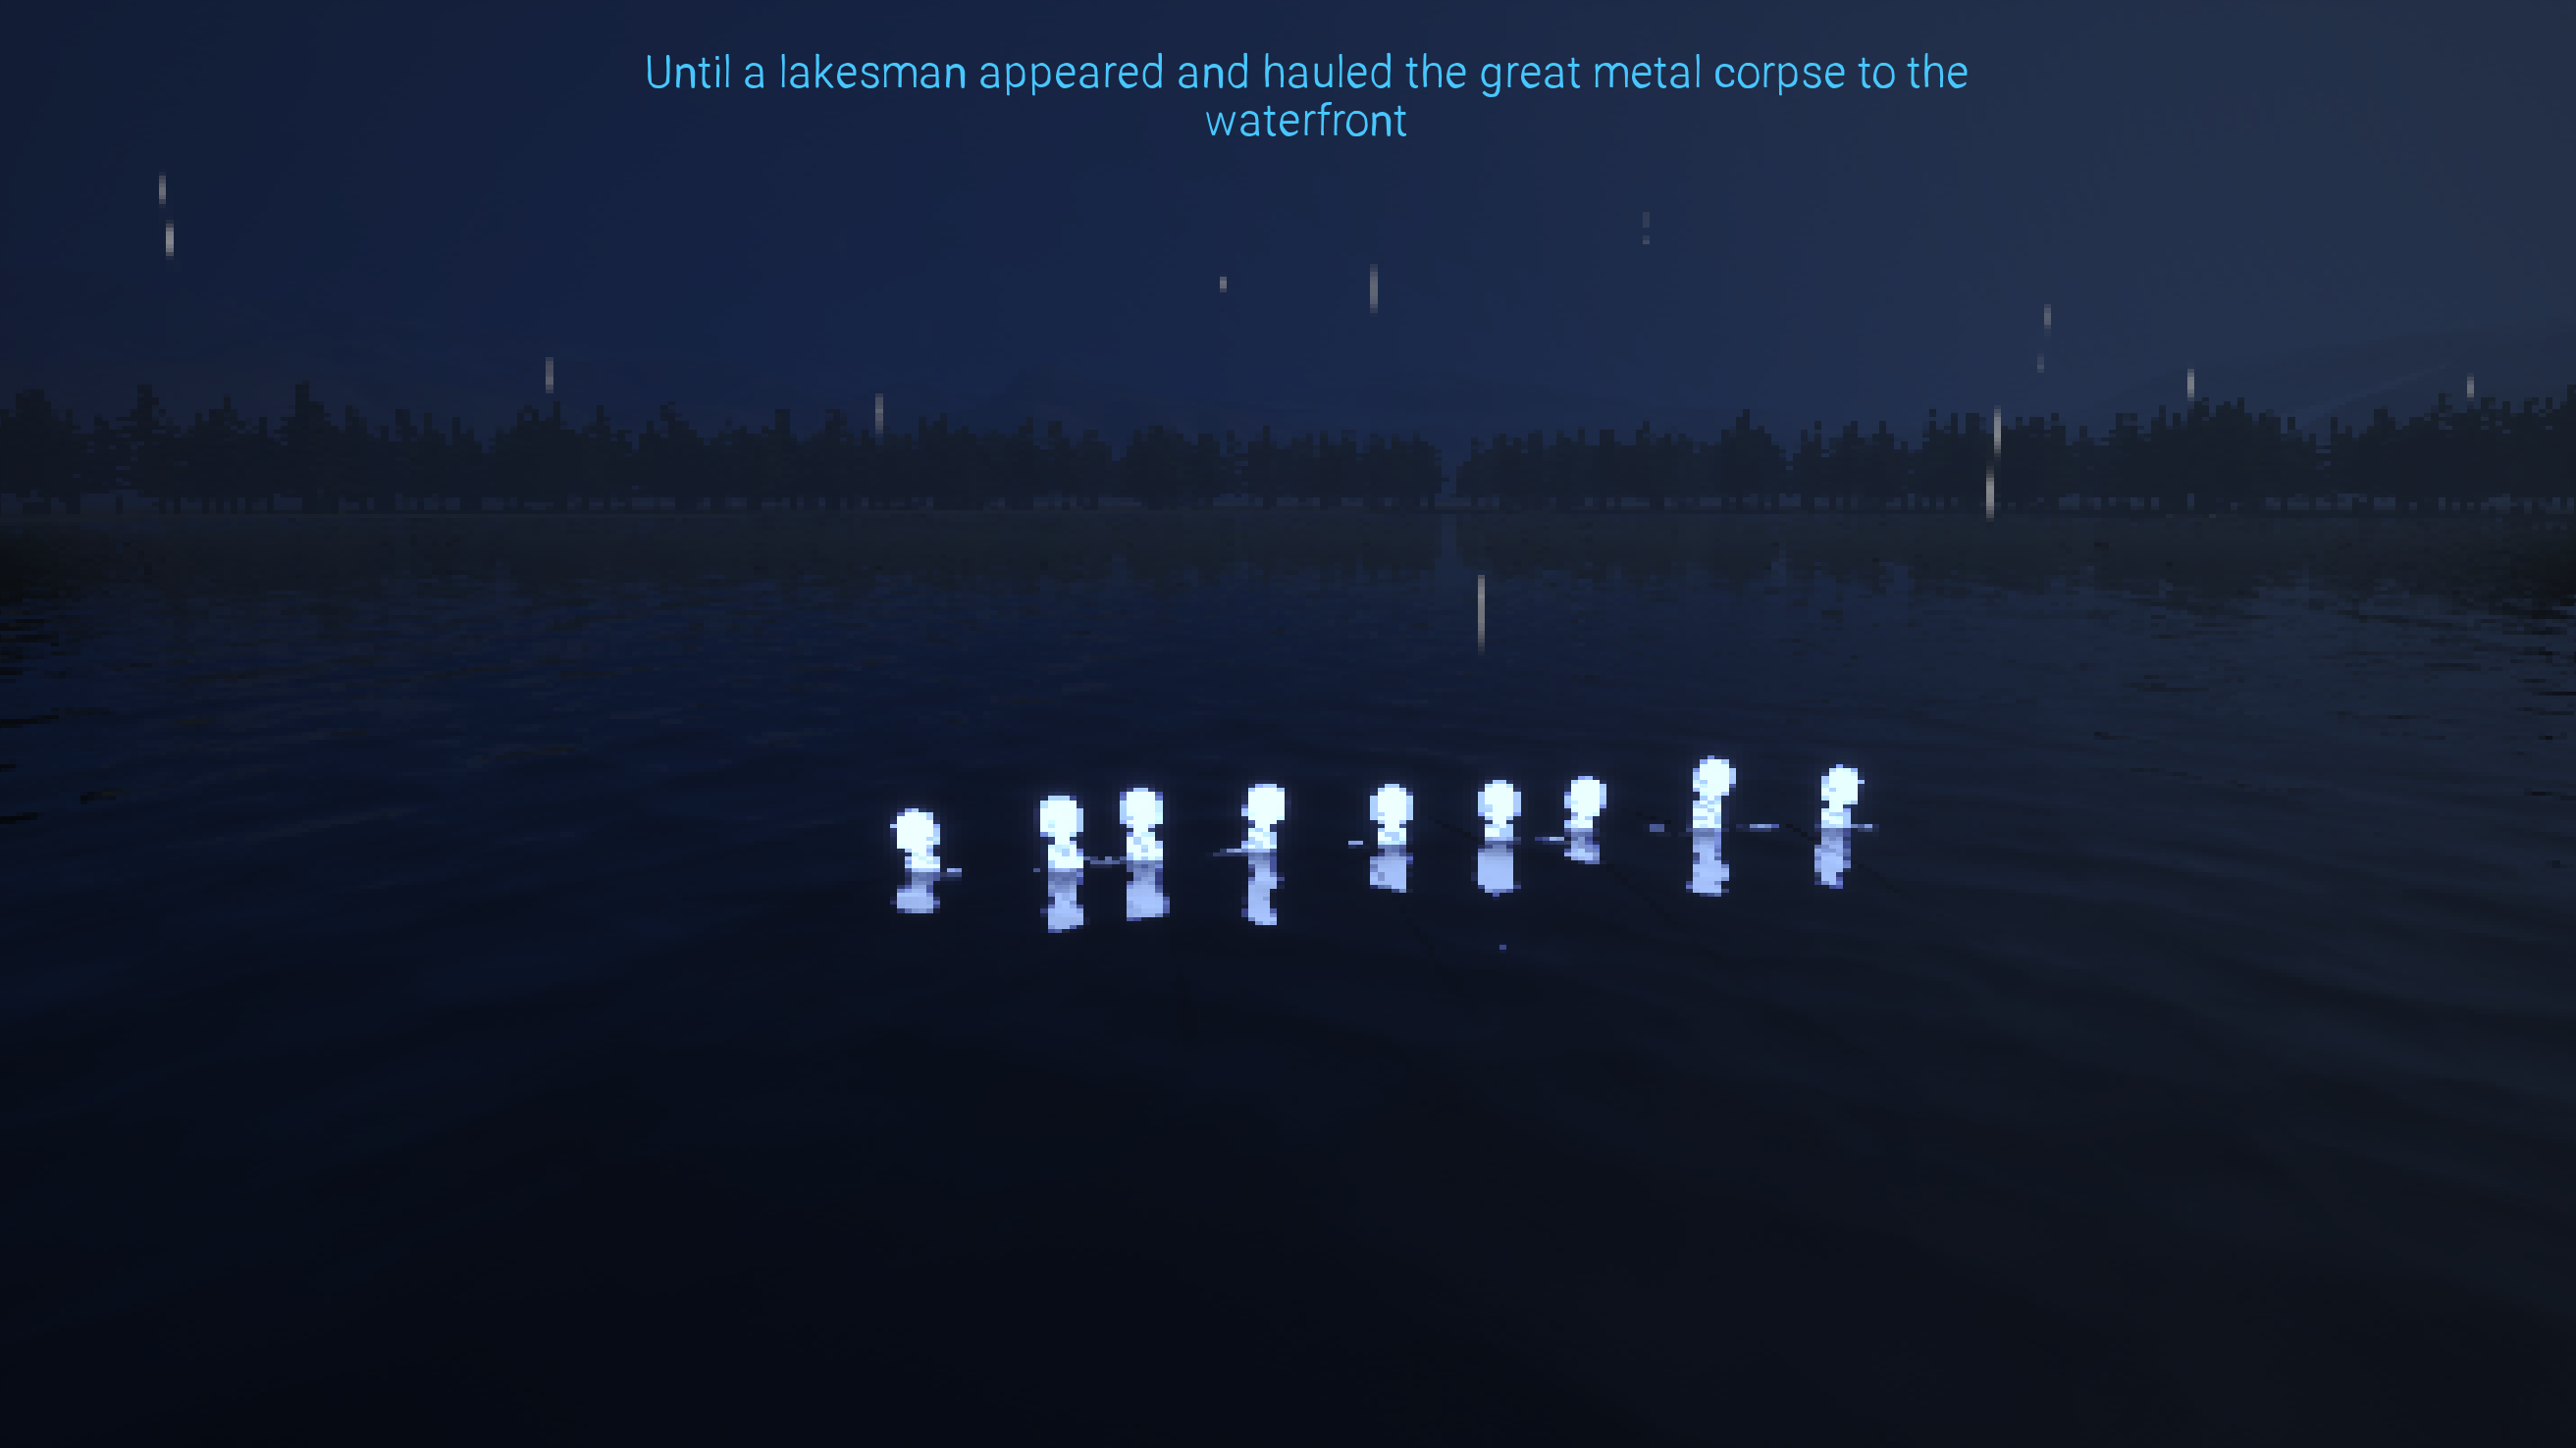 Until a lakesman appeared and hauled the great metal corpse to the
waterfront